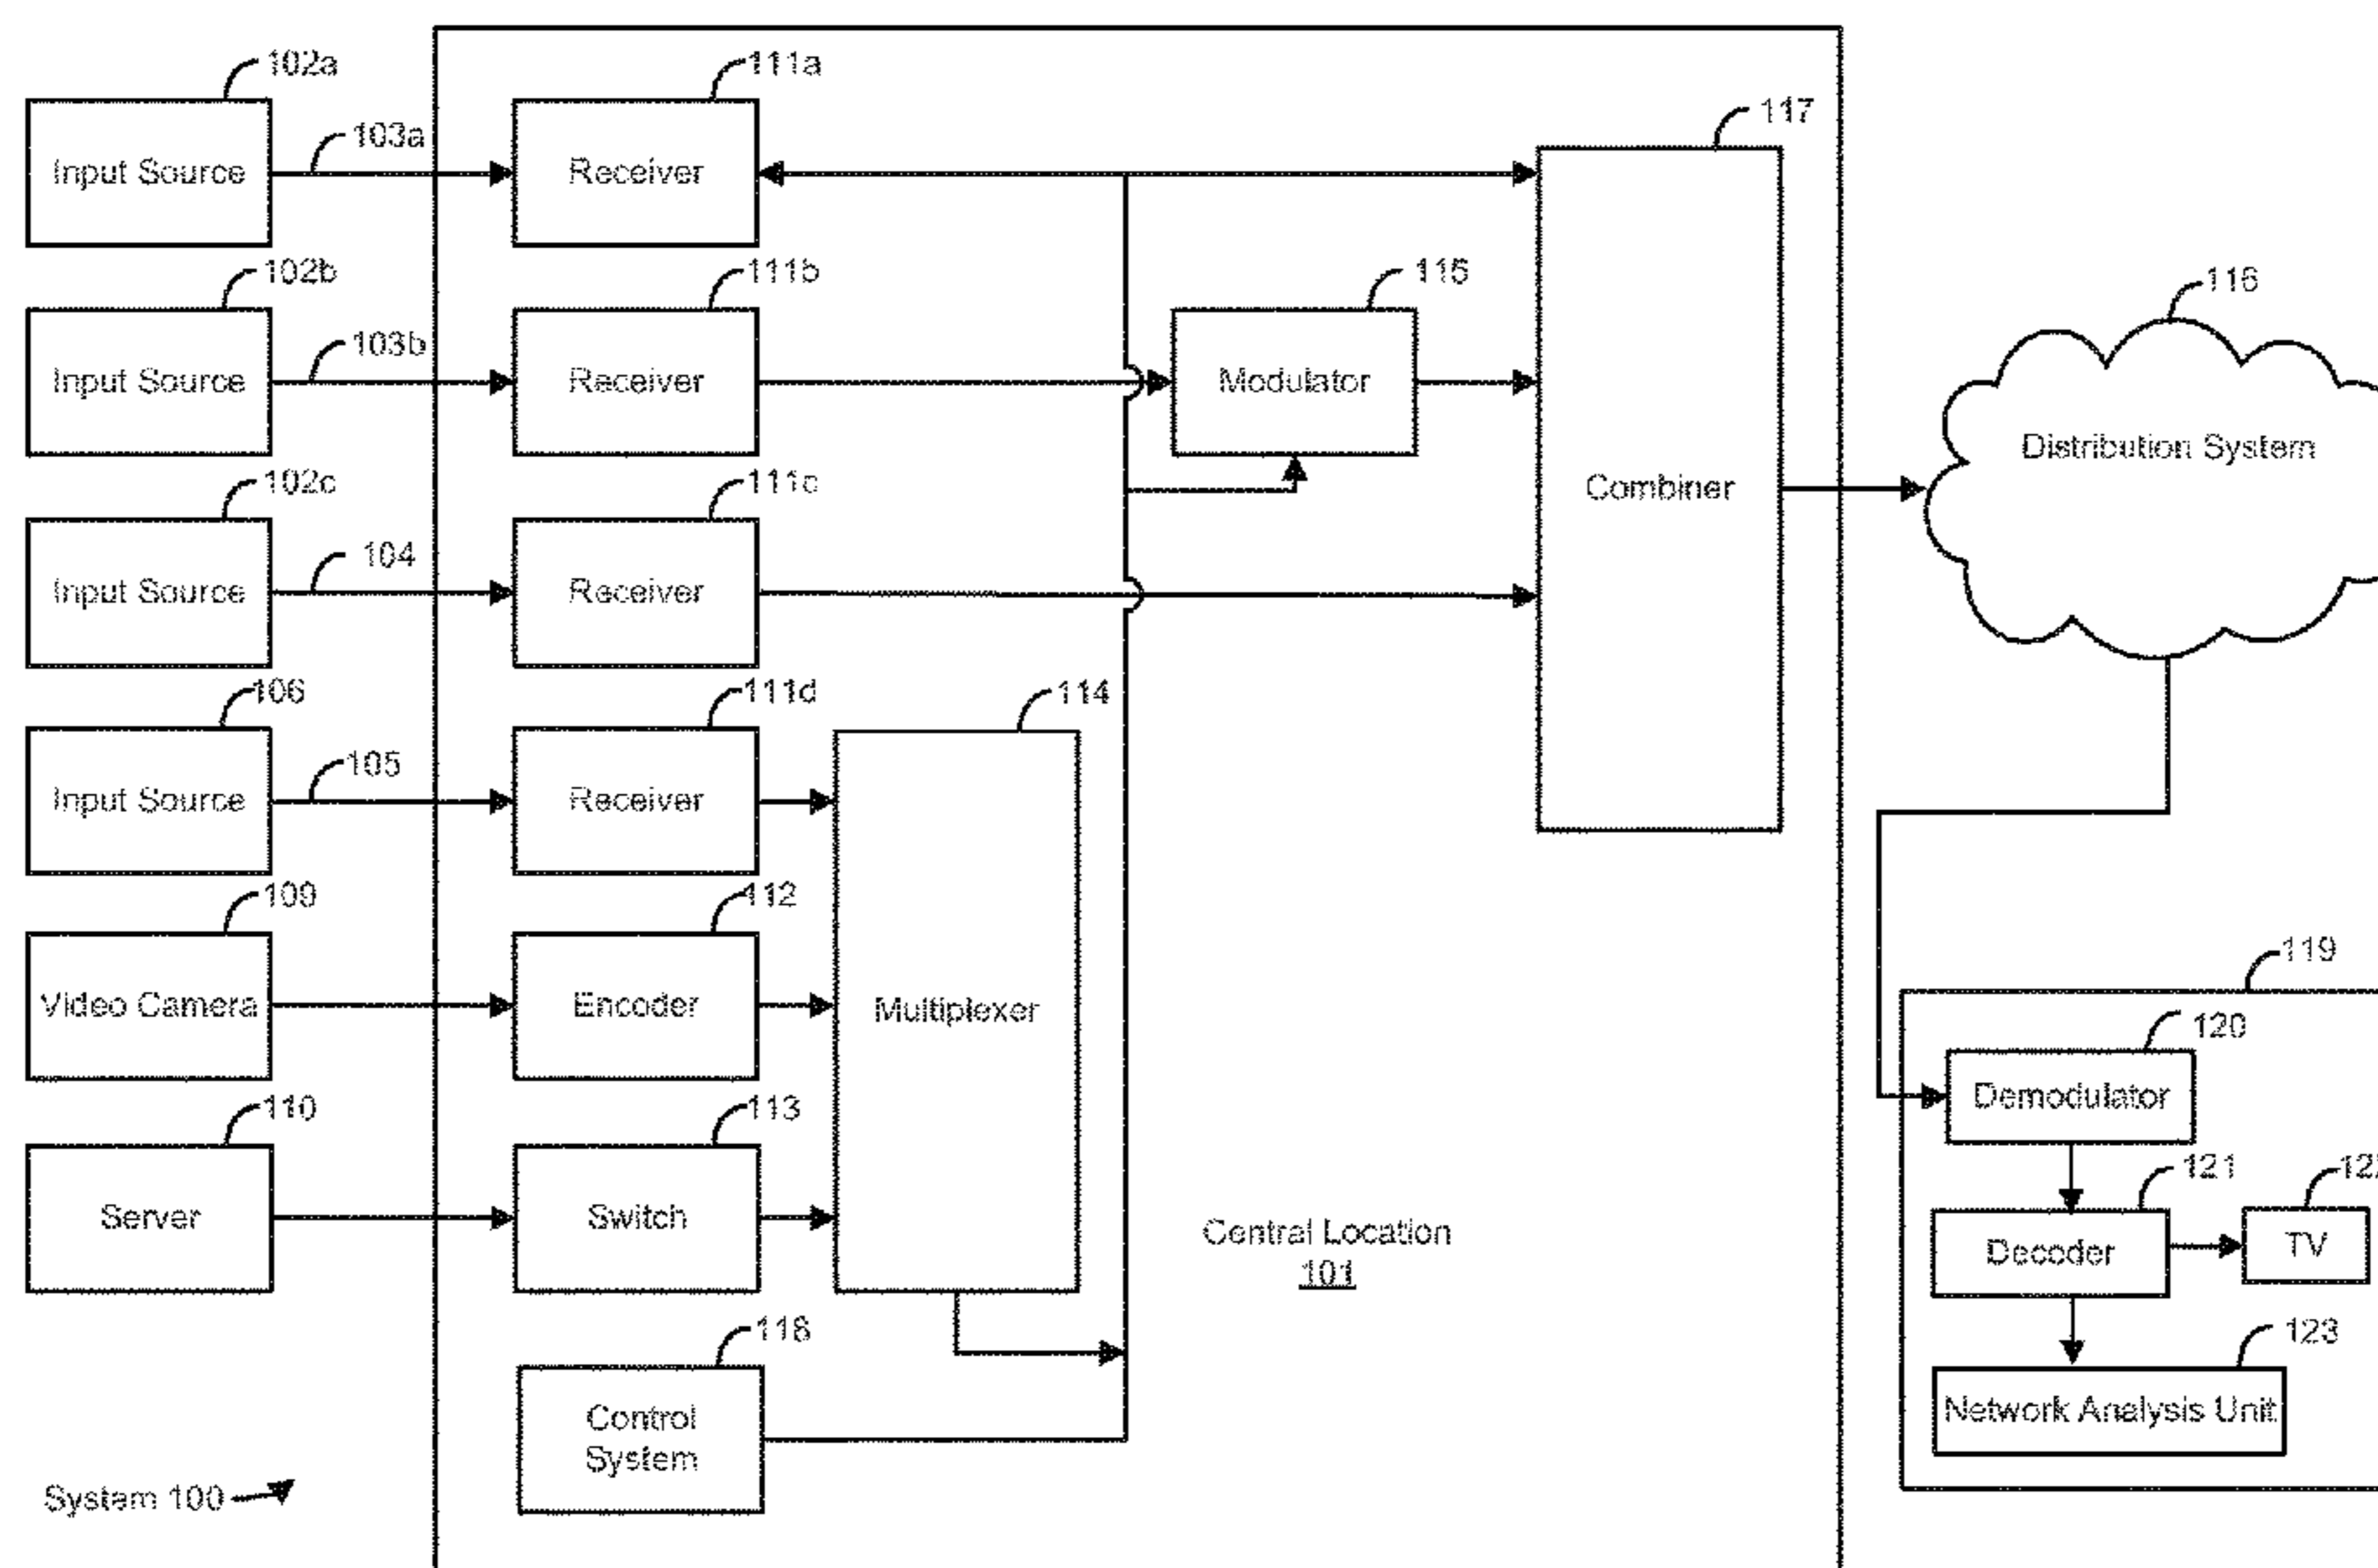 102a
111a
117
103a
Input Source
Receiver
102b
111b
115
116
103b
Input Source
Receiver
Modulator
Distribution System
102c
111c
Combiner
104
Input Source
Receiver
106
111d
114
105
Input Source
Receiver
109
112
119
Video Camera
Encoder
Multiplexer
120
Demodulator
110
113
121
Server
Switch
Central Location
101
Decoder
TV
118
123
Control
System
Network Analysis Unit
System 100